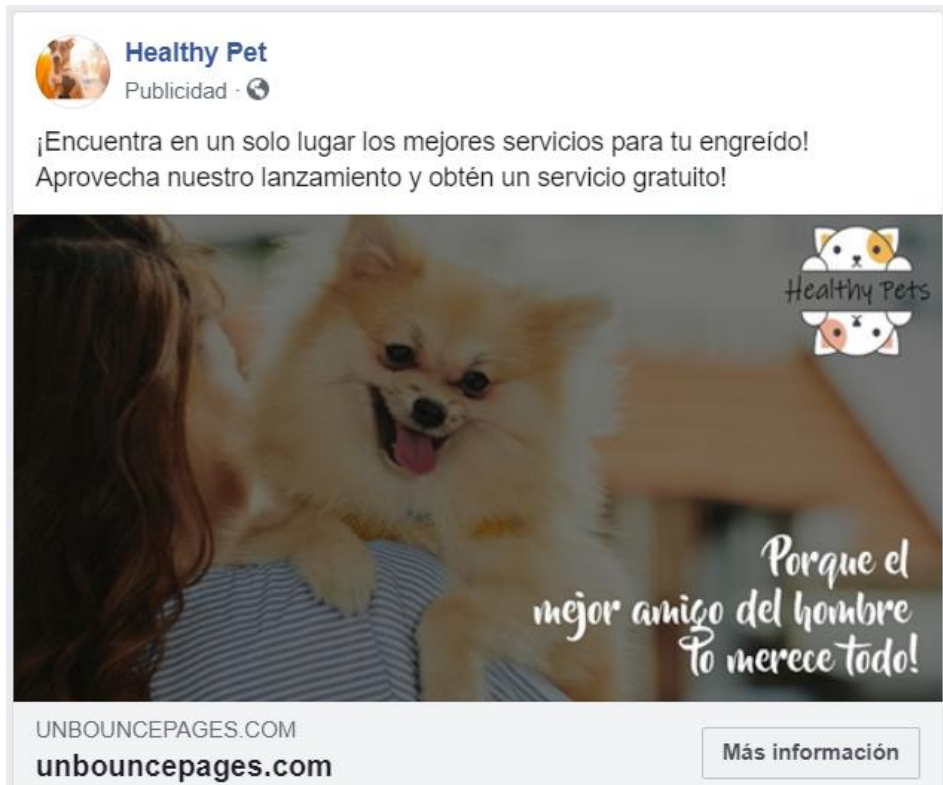 Healthy Pet
Publicidad ·
¡Encuentra en un solo lugar los mejores servicios para tu engreído!
Aprovecha nuestro lanzamiento y obtén un servicio gratuito!
Healthy Pets
Porque el
mejor amigo del hombre
lo merece todo!
UNBOUNCEPAGES.COM
unbouncepages.com
Más información